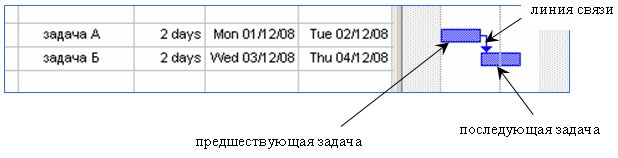 линия связи
задача А 2 days Mon 01/12/08 Tue 02/12/08
задача Б 2 days Wed 03/12/08 Thu 04/12/08
последующая задача
предшествующая задача